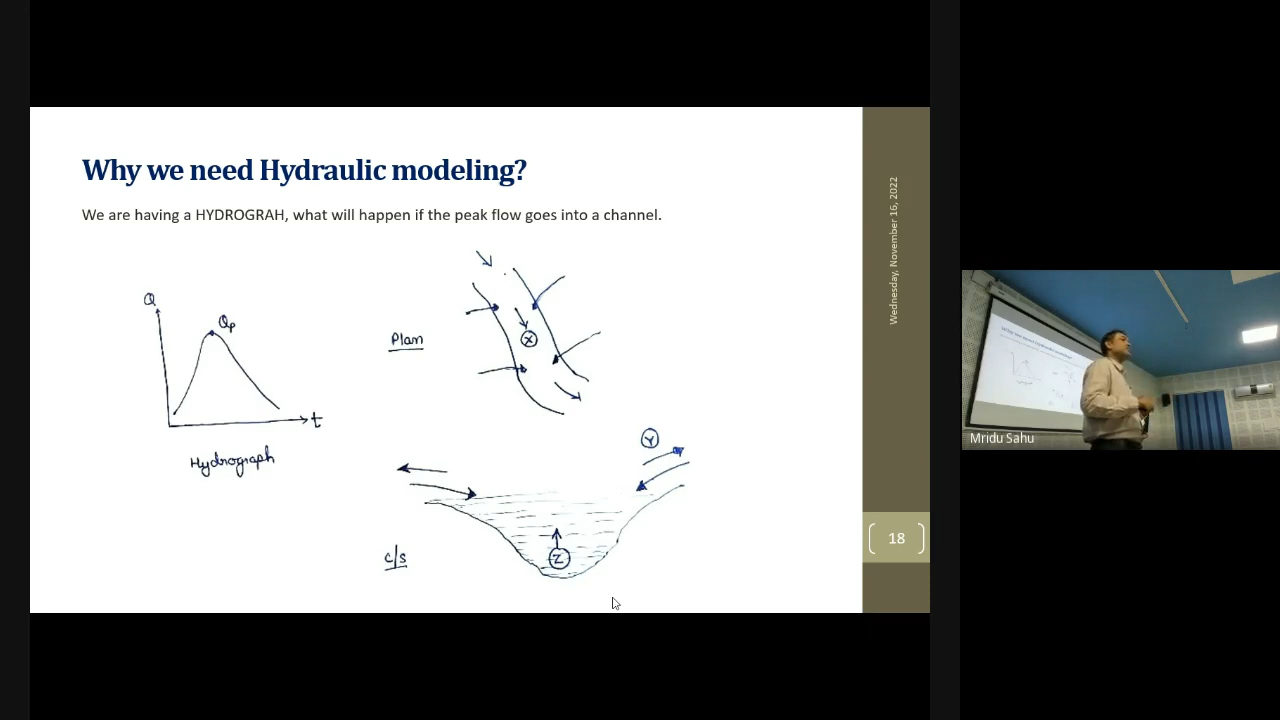 Why we need Hydraulic modeling?
We are having a HYDROGRAH, what will happen if the peak flow goes into a channel.
Q
Qp
t
Hydrograph
Plan
X
Y
c/s
Z
Wednesday, November 16, 2022
18
Mridu Sahu